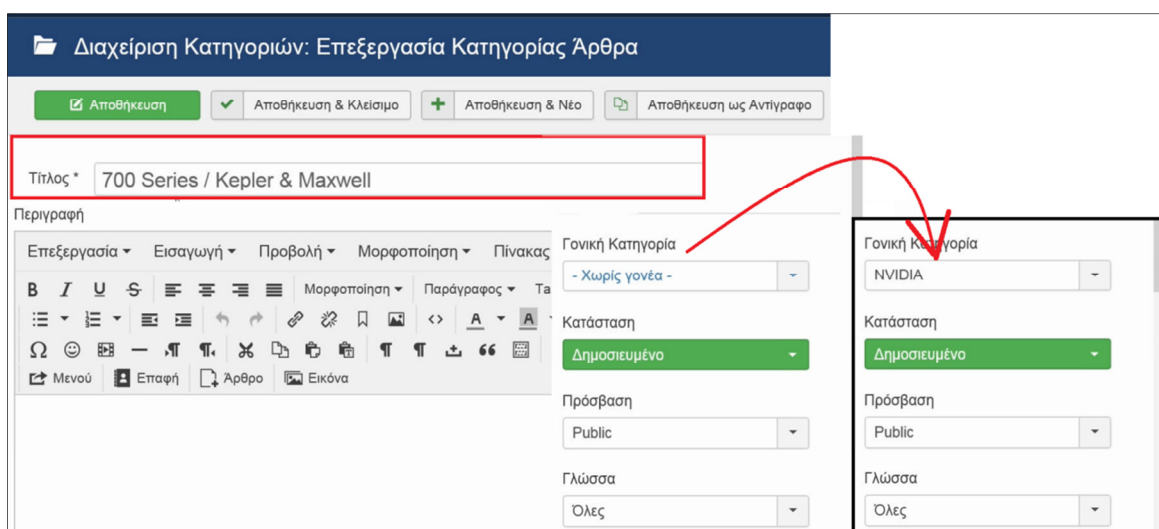 Διαχείριση Κατηγοριών: Επεξεργασία Κατηγορίας Άρθρα
Αποθήκευση Αποθήκευση & Κλείσιμο Αποθήκευση & Νέο Αποθήκευση ως Αντίγραφο
Τίτλος * 700 Series / Kepler & Maxwell
Περιγραφή
Επεξεργασία Εισαγωγή Προβολή Μορφοποίηση Πίνακας
B I U S Μορφοποίηση Παράγραφος Ta
A A
Ω
Μενού Επαφή Άρθρο Εικόνα
Γονική Κατηγορία
- Χωρίς γονέα -
Κατάσταση
Δημοσιευμένο
Πρόσβαση
Public
Γλώσσα
Όλες
Γονική Κατηγορία
NVIDIA
Κατάσταση
Δημοσιευμένο
Πρόσβαση
Public
Γλώσσα
Όλες